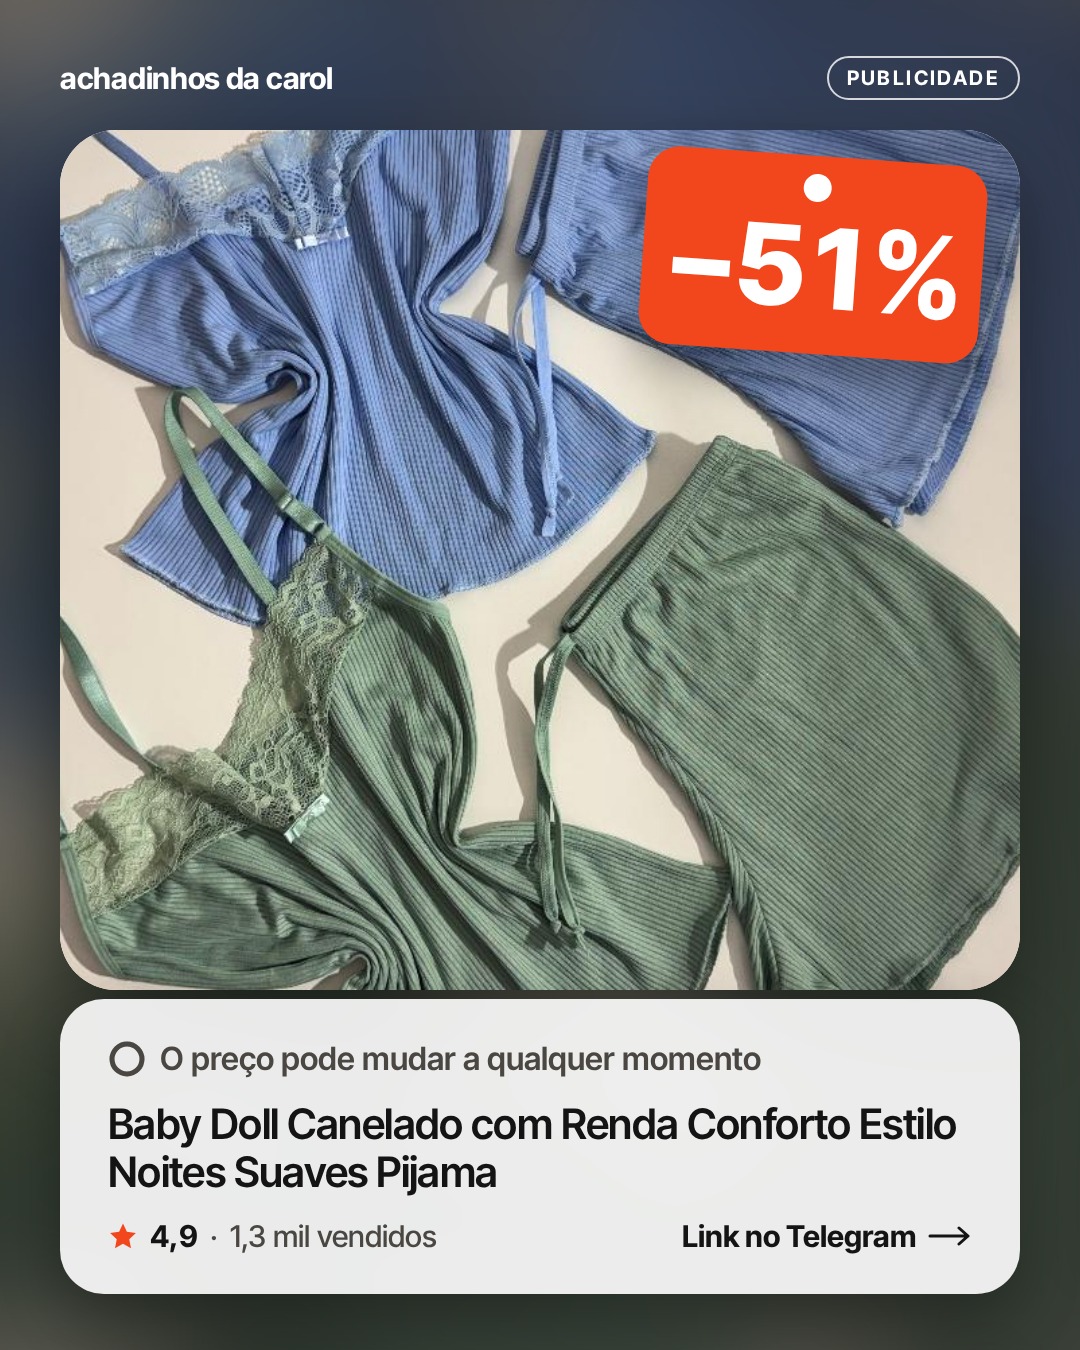 achadinhos da carol
PUBLICIDADE
–51%
O preço pode mudar a qualquer momento
Baby Doll Canelado com Renda Conforto Estilo
Noites Suaves Pijama
4,9 · 1,3 mil vendidos
Link no Telegram →